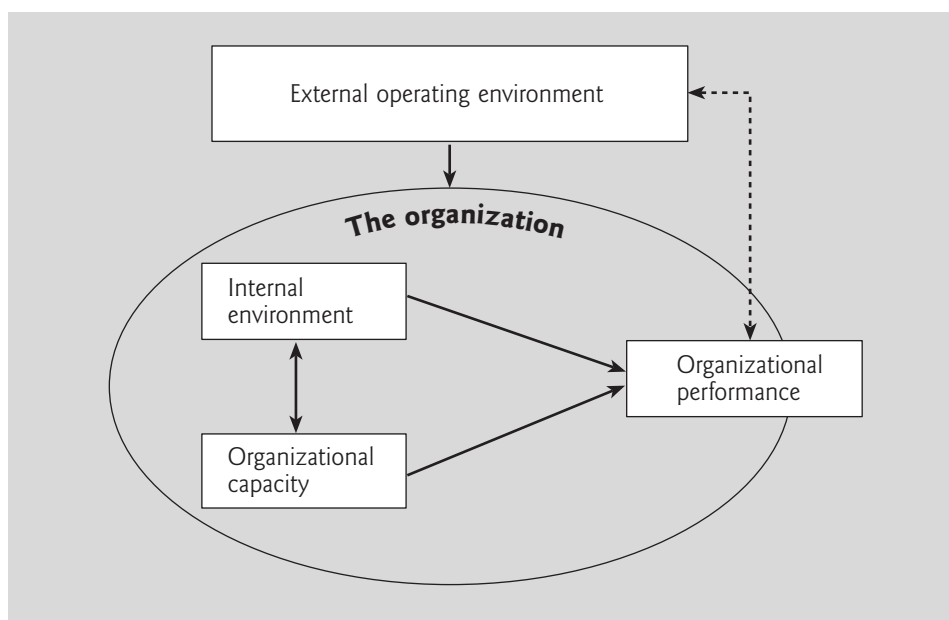 External operating environment
The organization
Internal
environment
Organizational
performance
Organizational
capacity